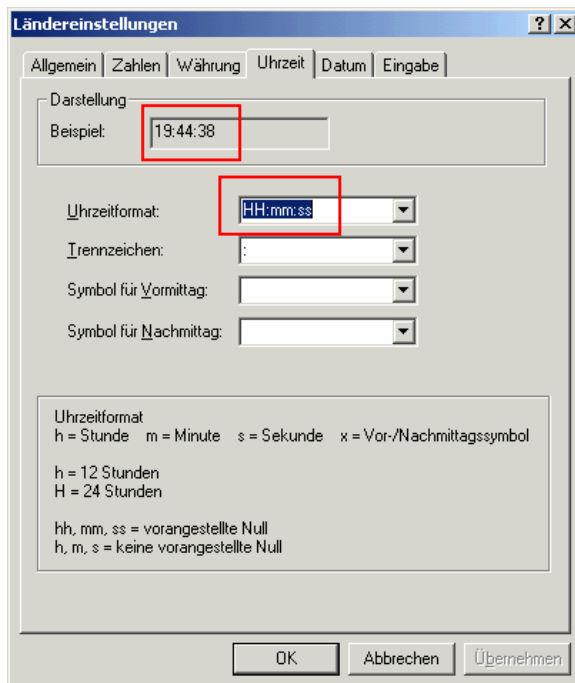 Ländereinstellungen
Allgemein Zahlen Währung Uhrzeit Datum Eingabe
Darstellung
Beispiel: 19:44:38
Uhrzeitformat: HH:mm:ss
Trennzeichen: :
Symbol für Vormittag:
Symbol für Nachmittag:
Uhrzeitformat
h = Stunde m = Minute s = Sekunde x = Vor-/Nachmittagssymbol
h = 12 Stunden
H = 24 Stunden
hh, mm, ss = vorangestellte Null
h, m, s = keine vorangestellte Null
OK Abbrechen Übernehmen